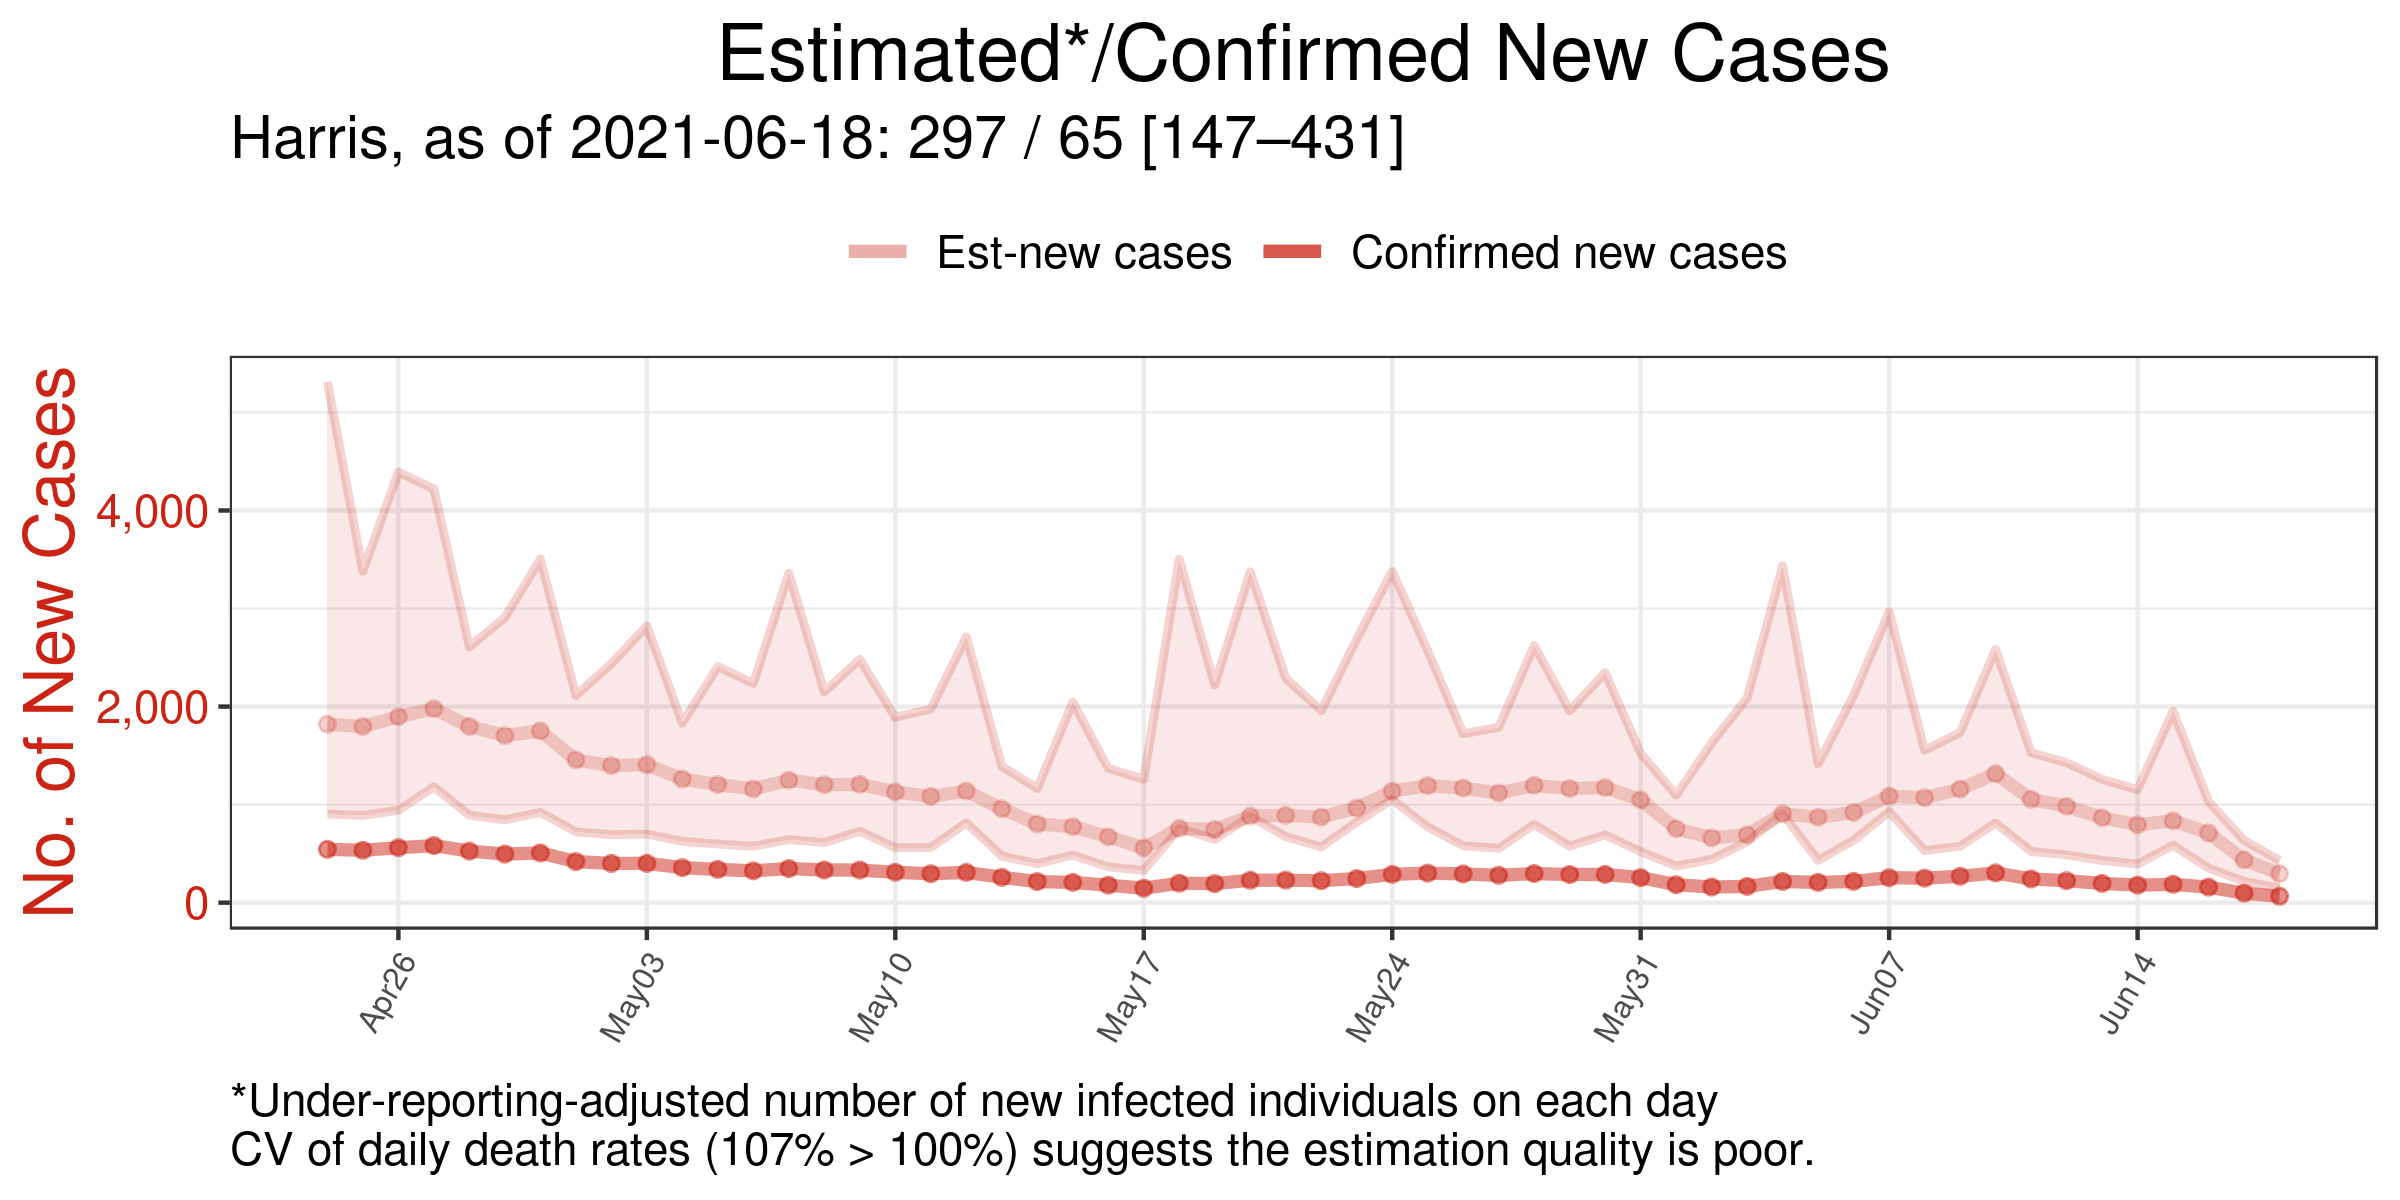 Estimated*/Confirmed New Cases
Harris, as of 2021-06-18: 297 / 65 [147–431]
Est-new cases Confirmed new cases
No. of New Cases
4,000
2,000
0
Apr26 May03 May10 May17 May24 May31 Jun07 Jun14
*Under-reporting-adjusted number of new infected individuals on each day
CV of daily death rates (107% > 100%) suggests the estimation quality is poor.